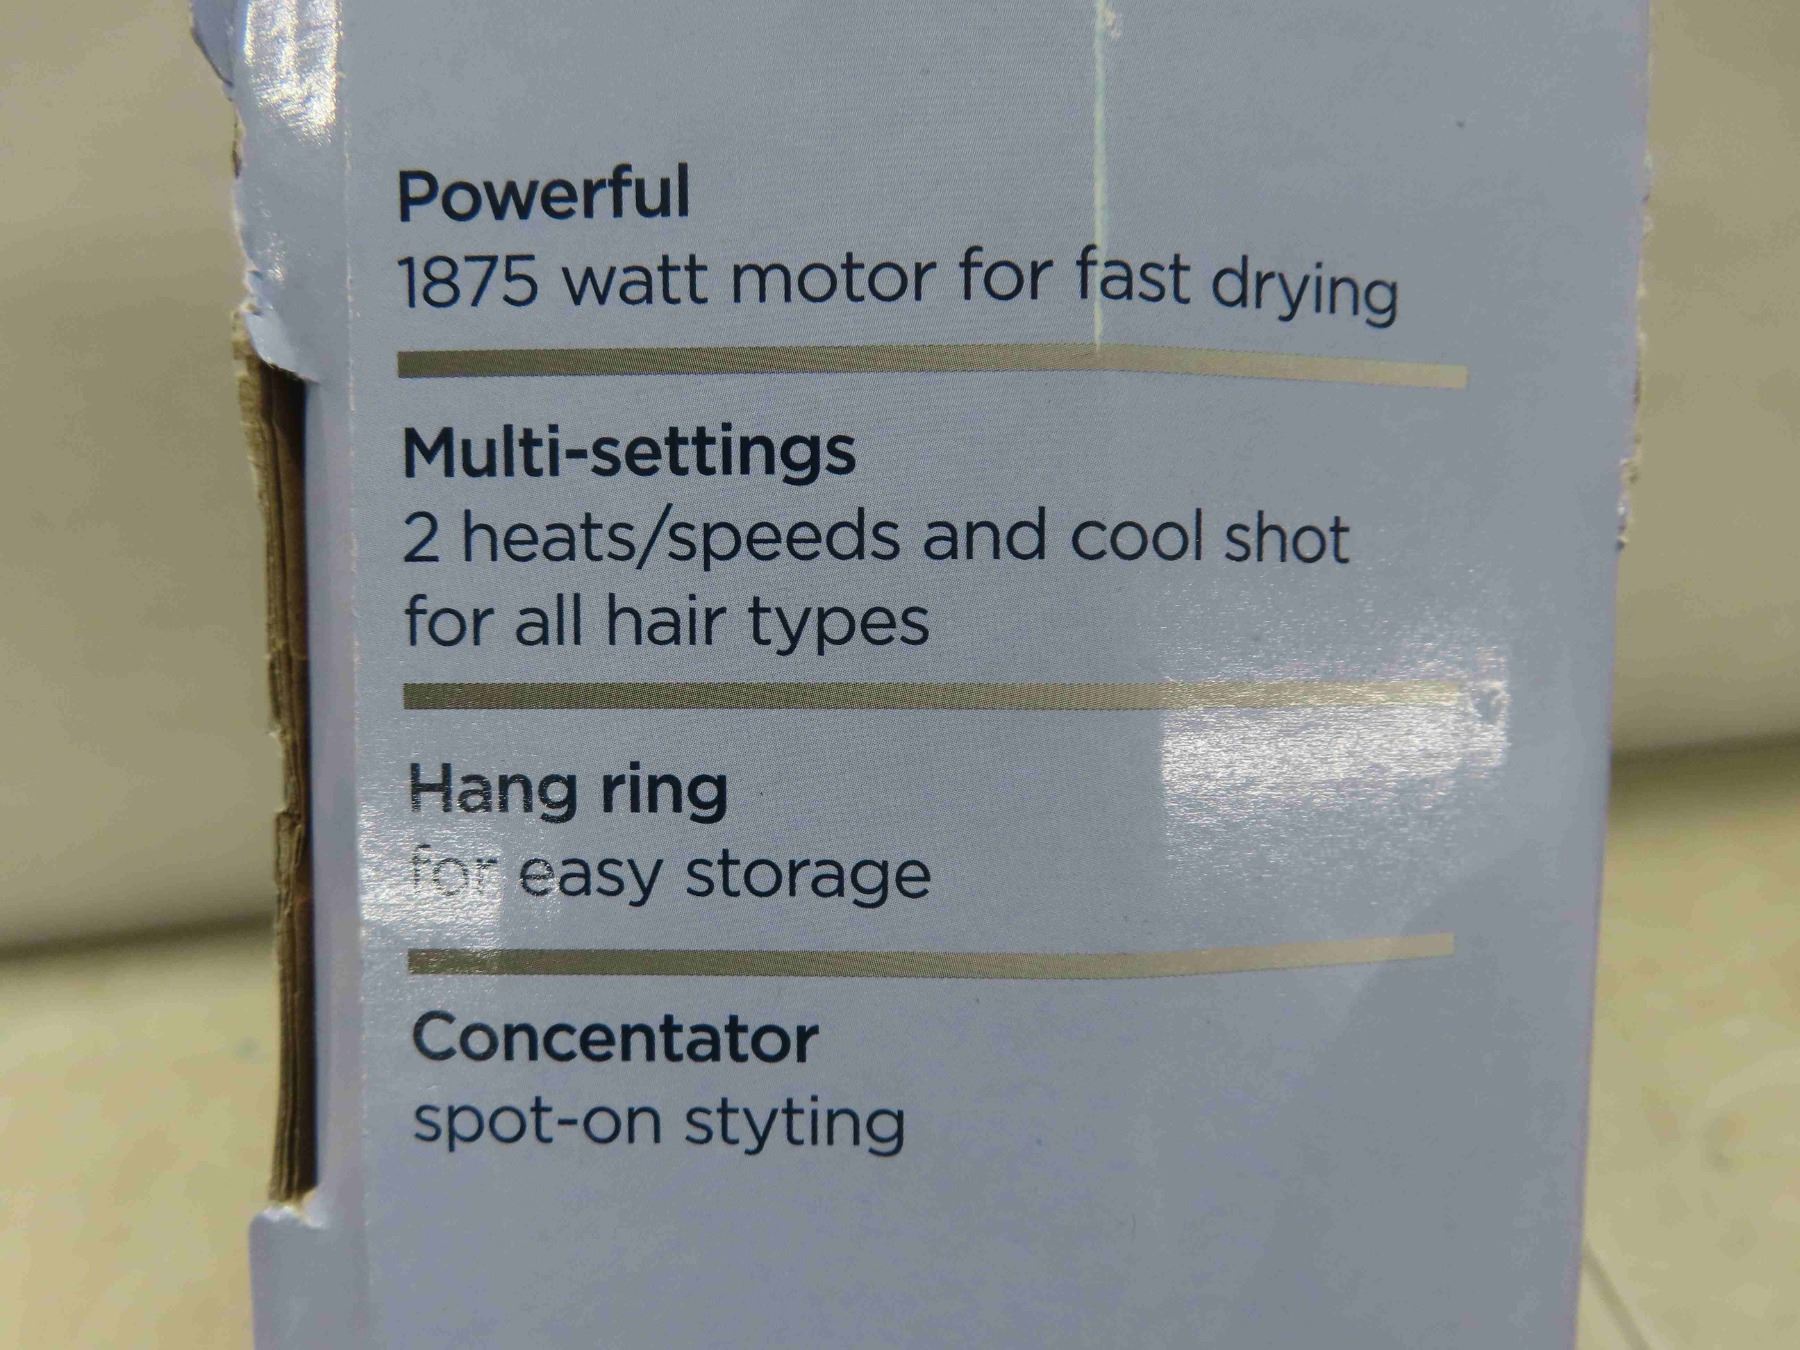 Powerful
1875 watt motor for fast drying
Multi-settings
2 heats/speeds and cool shot
for all hair types
Hang ring
for easy storage
Concentator
spot-on styting